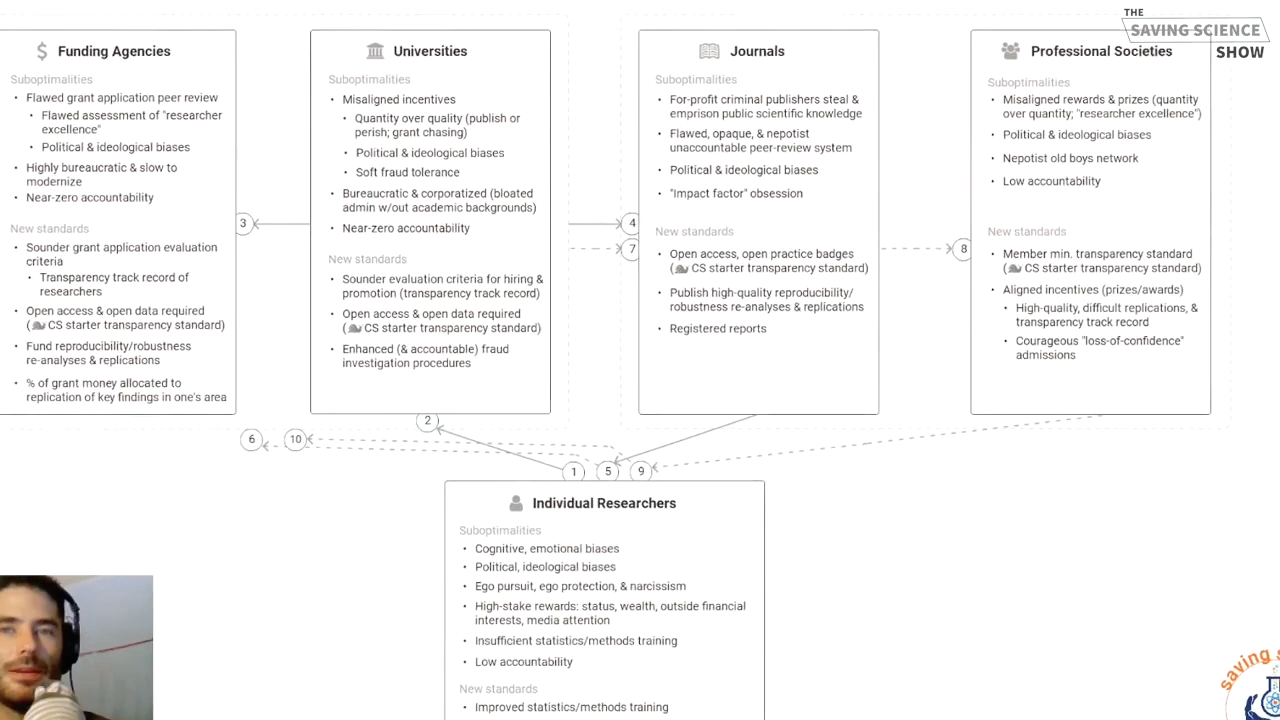 THE
SAVING SCIENCE
SHOW
Funding Agencies
Suboptimalities
• Flawed grant application peer review
• Flawed assessment of "researcher
excellence"
• Political & ideological biases
• Highly bureaucratic & slow to
modernize
• Near-zero accountability
New standards
• Sounder grant application evaluation
criteria
• Transparency track record of
researchers
• Open access & open data required
( CS starter transparency standard)
• Fund reproducibility/robustness
re-analyses & replications
• % of grant money allocated to
replication of key findings in one's area
3
Universities
Suboptimalities
• Misaligned incentives
• Quantity over quality (publish or
perish; grant chasing)
• Political & ideological biases
• Soft fraud tolerance
• Bureaucratic & corporatized (bloated
admin w/out academic backgrounds)
• Near-zero accountability
New standards
• Sounder evaluation criteria for hiring &
promotion (transparency track record)
• Open access & open data required
( CS starter transparency standard)
• Enhanced (& accountable) fraud
investigation procedures
4
7
Journals
Suboptimalities
• For-profit criminal publishers steal &
emprison public scientific knowledge
• Flawed, opaque, & nepotist
unaccountable peer-review system
• Political & ideological biases
• "Impact factor" obsession
New standards
• Open access, open practice badges
( CS starter transparency standard)
• Publish high-quality reproducibility/
robustness re-analyses & replications
• Registered reports
8
Professional Societies
Suboptimalities
• Misaligned rewards & prizes (quantity
over quantity; "researcher excellence")
• Political & ideological biases
• Nepotist old boys network
• Low accountability
New standards
• Member min. transparency standard
( CS starter transparency standard)
• Aligned incentives (prizes/awards)
• High-quality, difficult replications, &
transparency track record
• Courageous "loss-of-confidence"
admissions
2
6
10
1
5
9
Individual Researchers
Suboptimalities
• Cognitive, emotional biases
• Political, ideological biases
• Ego pursuit, ego protection, & narcissism
• High-stake rewards: status, wealth, outside financial
interests, media attention
• Insufficient statistics/methods training
• Low accountability
New standards
• Improved statistics/methods training
saving s